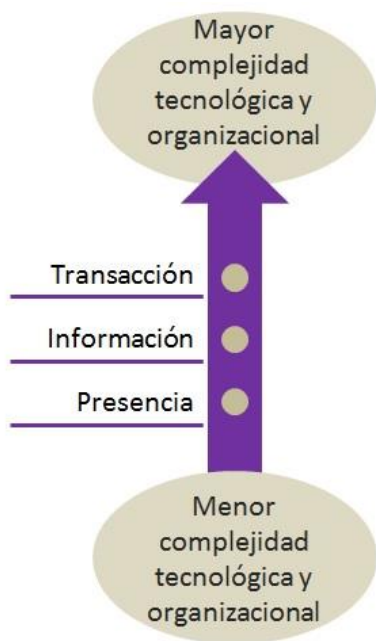 Mayor
complejidad
tecnológica y
organizacional
Transacción
Información
Presencia
Menor
complejidad
tecnológica y
organizacional